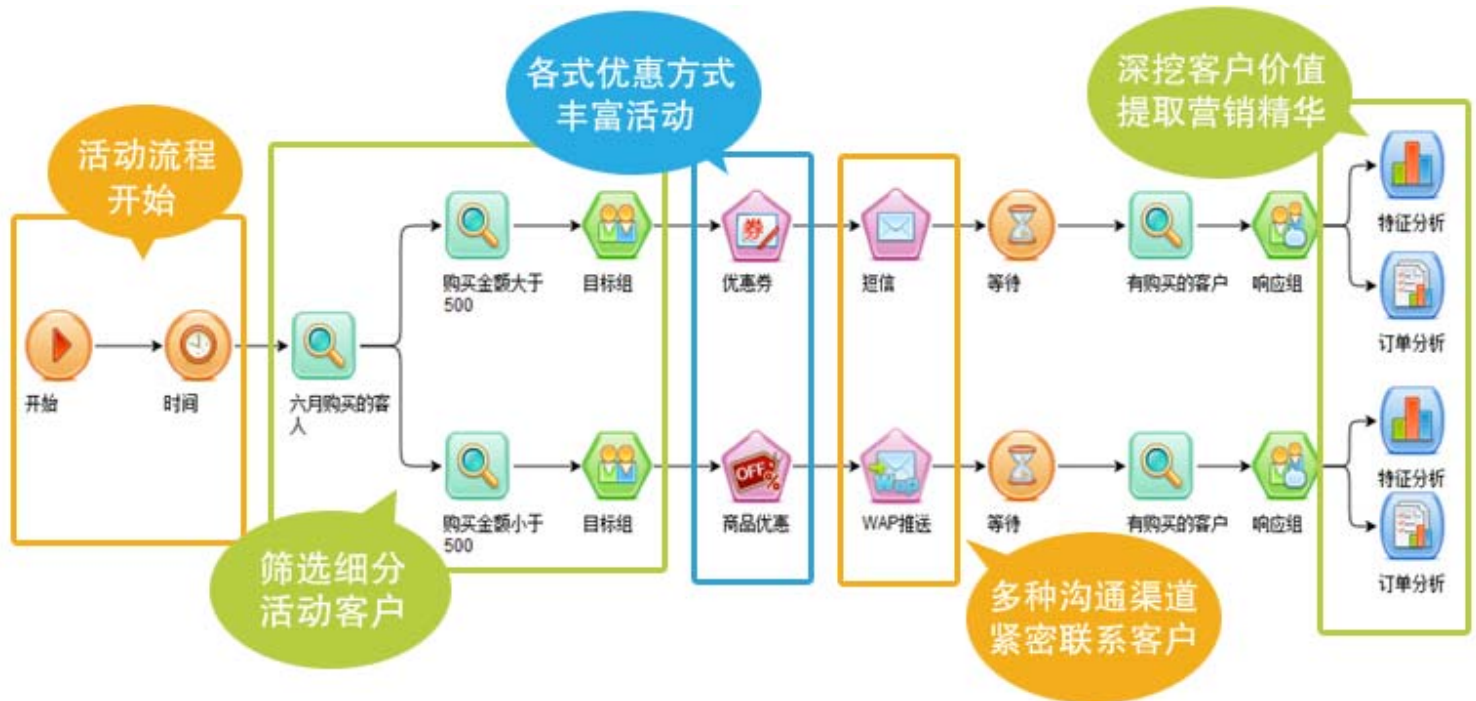 各式优惠方式
丰富活动
深挖客户价值
提取营销精华
活动流程
开始
券
购买金额大于
500
目标组
优惠券
短信
等待
有购买的客户
响应组
特征分析
订单分析
开始
时间
六月购买的客
人
OFF
%
WAP
购买金额小于
500
目标组
商品优惠
WAP推送
等待
有购买的客户
响应组
特征分析
订单分析
筛选细分
活动客户
多种沟通渠道
紧密联系客户